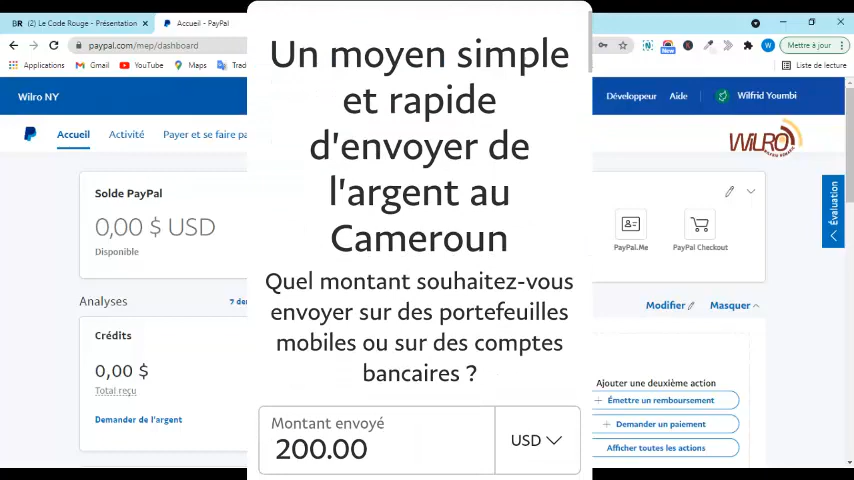 BR (2) Le Code Rouge - Présentation
Accueil - PayPal
paypal.com/mep/dashboard
New
W
Mettre à jour
Applications
Gmail
YouTube
Maps
Trad
Liste de lecture
Wilro NY
Développeur
Aide
Wilfrid Youmbi
Accueil
Activité
Payer et se faire pa
WILRO
Solde PayPal
0,00 $ USD
Disponible
PayPal.Me
PayPal Checkout
Évaluation
Analyses
7 der
Modifier
Masquer
Crédits
0,00 $
Total reçu
Demander de l'argent
Ajouter une deuxième action
Émettre un remboursement
Demander un paiement
Afficher toutes les actions
Un moyen simple
et rapide
d'envoyer de
l'argent au
Cameroun
Quel montant souhaitez-vous
envoyer sur des portefeuilles
mobiles ou sur des comptes
bancaires ?
Montant envoyé
200.00
USD